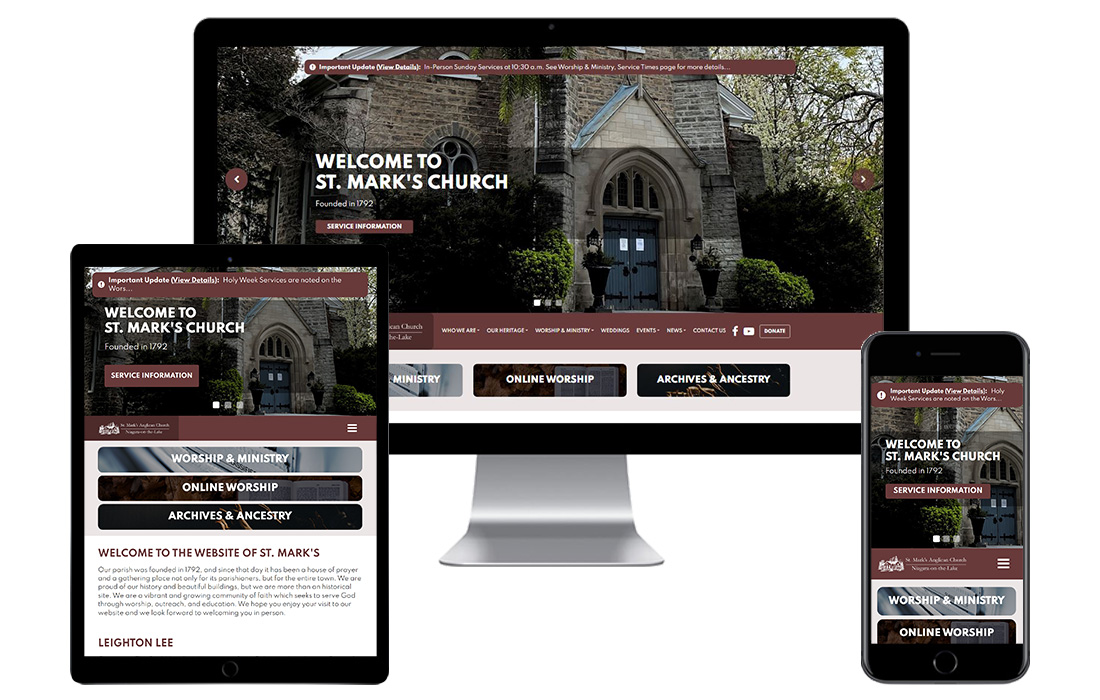 Important Update (View Details): In-Person Sunday Services at 10:30 a.m. See Worship & Ministry, Service Times page for more details...
WELCOME TO
ST. MARK'S CHURCH
Founded in 1792
SERVICE INFORMATION
Church
the-Lake
WHO WE ARE
OUR HERITAGE
WORSHIP & MINISTRY
WEDDINGS
EVENTS
NEWS
CONTACT US
DONATE
MINISTRY
ONLINE WORSHIP
ARCHIVES & ANCESTRY
Important Update (View Details): Holy Week Services are noted on the
Wors...
WELCOME TO
ST. MARK'S CHURCH
Founded in 1792
SERVICE INFORMATION
St. Mark's Anglican Church
Niagara-on-the-Lake
WORSHIP & MINISTRY
ONLINE WORSHIP
ARCHIVES & ANCESTRY
WELCOME TO THE WEBSITE OF ST. MARK'S
Our parish was founded in 1792, and since that day it has been a house of prayer
and a gathering place not only for its parishioners, but for the entire town. We are
proud of our history and beautiful buildings, but we are more than an historical
site. We are a vibrant and growing community of faith which seeks to serve God
through worship, outreach, and education. We hope you enjoy your visit to our
website and we look forward to welcoming you in person.
LEIGHTON LEE
Important Update (View Details): Holy
Week Services are noted on the Wors...
WELCOME TO
ST. MARK'S CHURCH
Founded in 1792
SERVICE INFORMATION
St. Mark's Anglican Church
Niagara-on-the-Lake
WORSHIP & MINISTRY
ONLINE WORSHIP